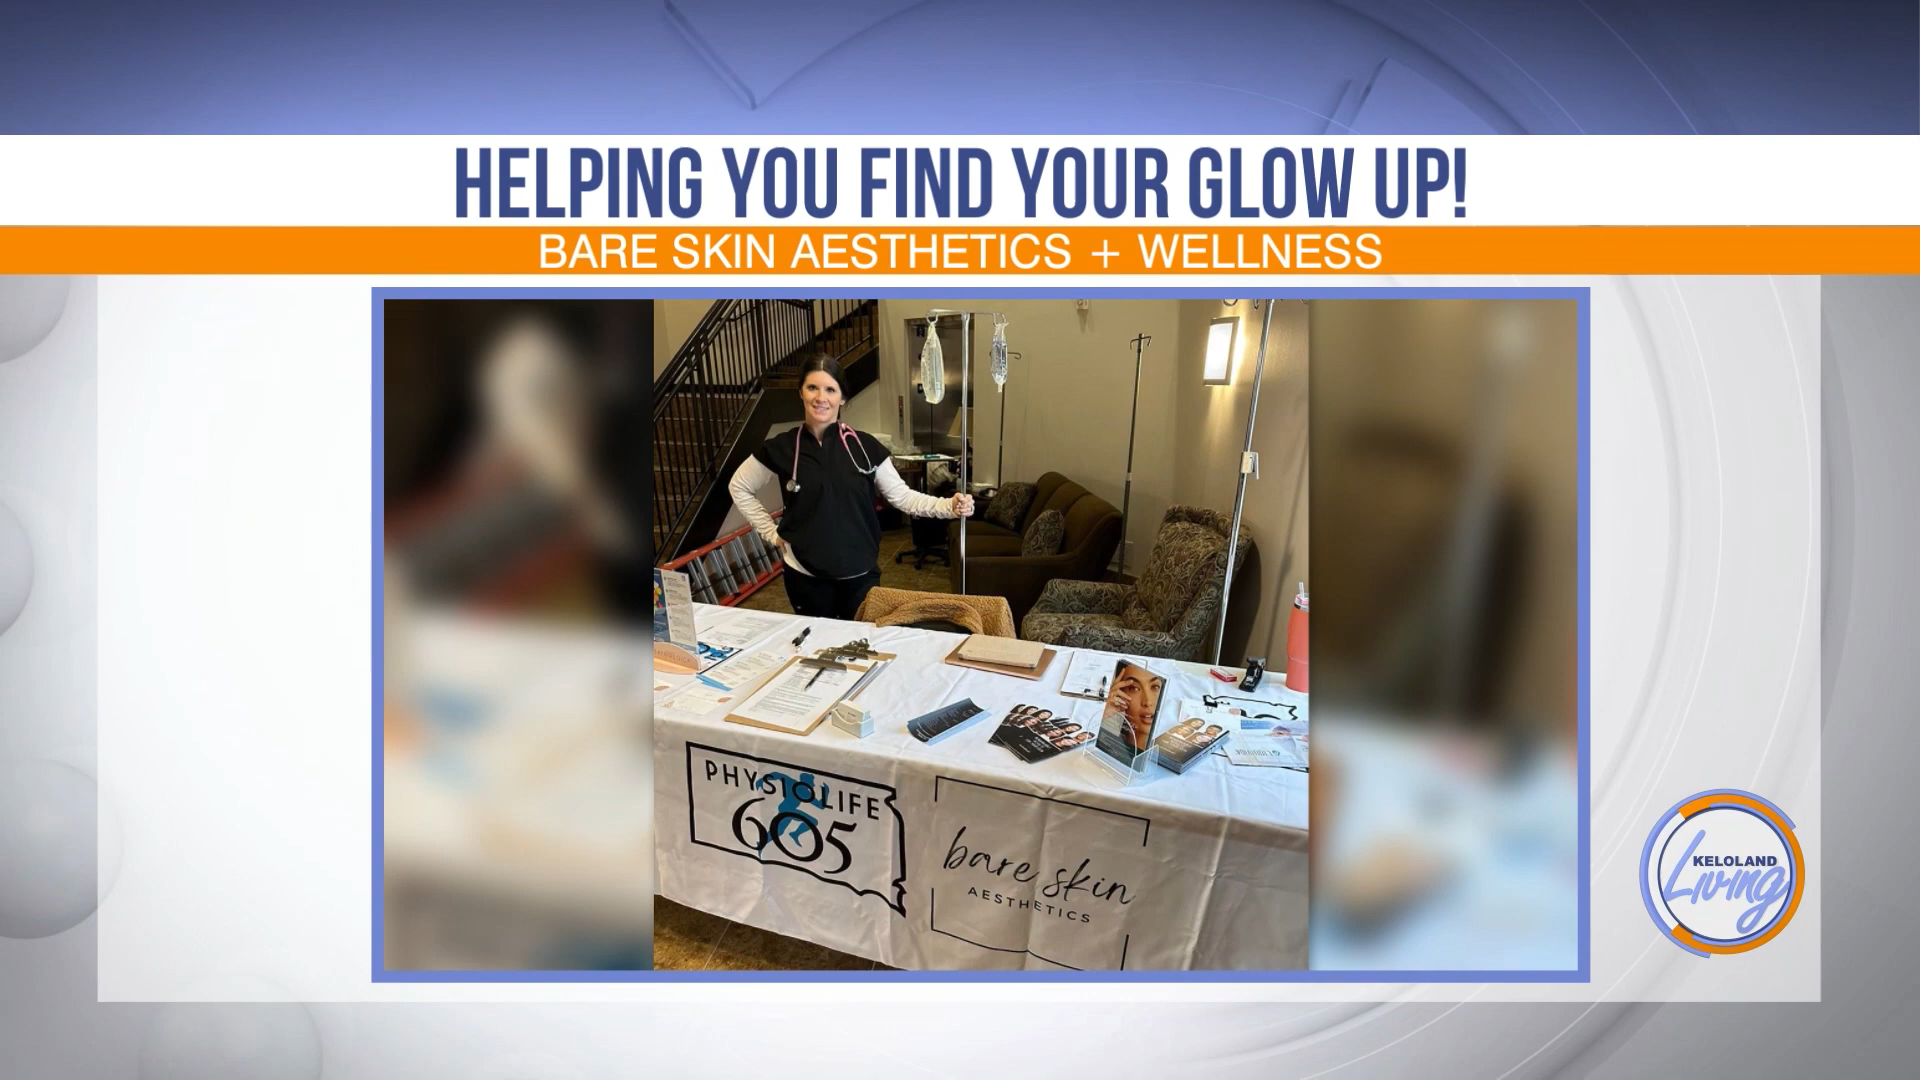 HELPING YOU FIND YOUR GLOW UP!
BARE SKIN AESTHETICS + WELLNESS
PHYSIOLIFE
605
bare skin
AESTHETICS
KELOLAND
Living